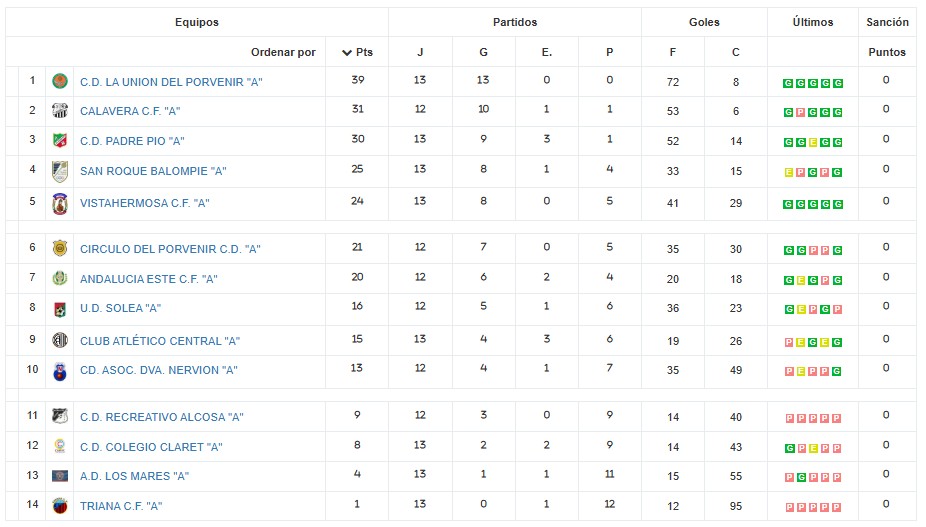 Equipos Partidos Goles Últimos Sanción
Ordenar por Pts J G E. P F C Puntos
1 C.D. LA UNION DEL PORVENIR "A" 39 13 13 0 0 72 8 G G G G G 0
2 CALAVERA C.F. "A" 31 12 10 1 1 53 6 G P G G G 0
3 C.D. PADRE PIO "A" 30 13 9 3 1 52 14 G G E G G 0
4 SAN ROQUE BALOMPIE "A" 25 13 8 1 4 33 15 E P G P G 0
5 VISTAHERMOSA C.F. "A" 24 13 8 0 5 41 29 G G G G G 0
6 CIRCULO DEL PORVENIR C.D. "A" 21 12 7 0 5 35 30 G G P P G 0
7 ANDALUCIA ESTE C.F. "A" 20 12 6 2 4 20 18 G E G P G 0
8 U.D. SOLEA "A" 16 12 5 1 6 36 23 G E P G P 0
9 CLUB ATLÉTICO CENTRAL "A" 15 13 4 3 6 19 26 P E G E G 0
10 CD. ASOC. DVA. NERVION "A" 13 12 4 1 7 35 49 P E P P G 0
11 C.D. RECREATIVO ALCOSA "A" 9 12 3 0 9 14 40 P P P P P 0
12 C.D. COLEGIO CLARET "A" 8 13 2 2 9 14 43 G P E P P 0
13 A.D. LOS MARES "A" 4 13 1 1 11 15 55 P G P P P 0
14 TRIANA C.F. "A" 1 13 0 1 12 12 95 P P P P P 0